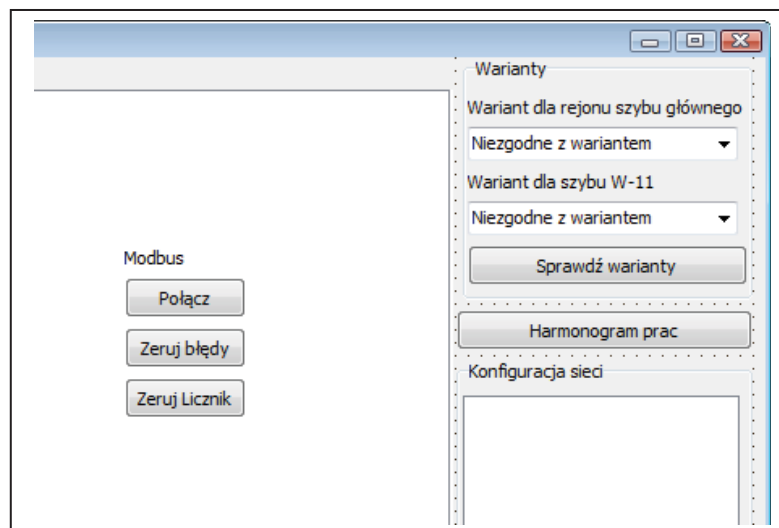 Warianty
Wariant dla rejonu szybu głównego
Niezgodne z wariantem
Wariant dla szybu W-11
Niezgodne z wariantem
Sprawdź warianty
Harmonogram prac
Konfiguracja sieci
Modbus
Połącz
Zeruj błędy
Zeruj Licznik